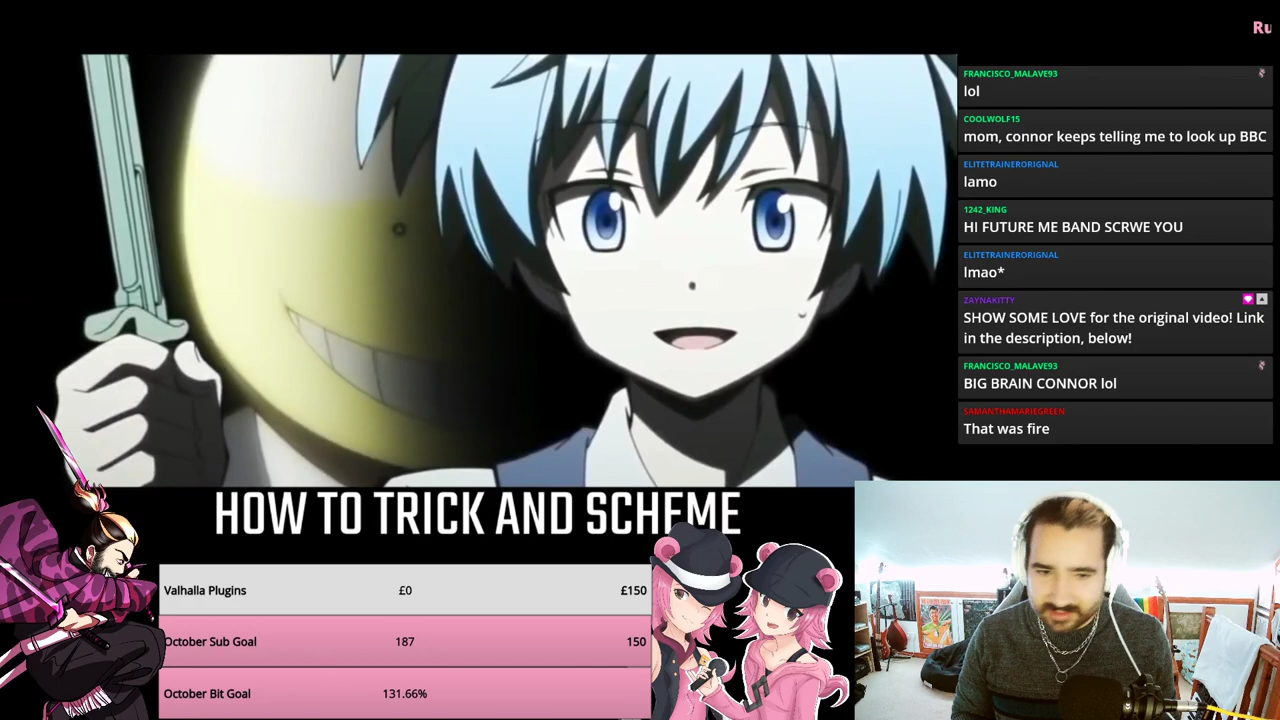 Ru
FRANCISCO_MALAVE93
lol
COOLWOLF15
mom, connor keeps telling me to look up BBC
ELITETRAINERORIGNAL
lamo
1242_KING
HI FUTURE ME BAND SCRWE YOU
ELITETRAINERORIGNAL
lmao*
ZAYNAKITTY
SHOW SOME LOVE for the original video! Link
in the description, below!
FRANCISCO_MALAVE93
BIG BRAIN CONNOR lol
SAMANTHAMARIEGREEN
That was fire
HOW TO TRICK AND SCHEME
Valhalla Plugins £0 £150
October Sub Goal 187 150
October Bit Goal 131.66%